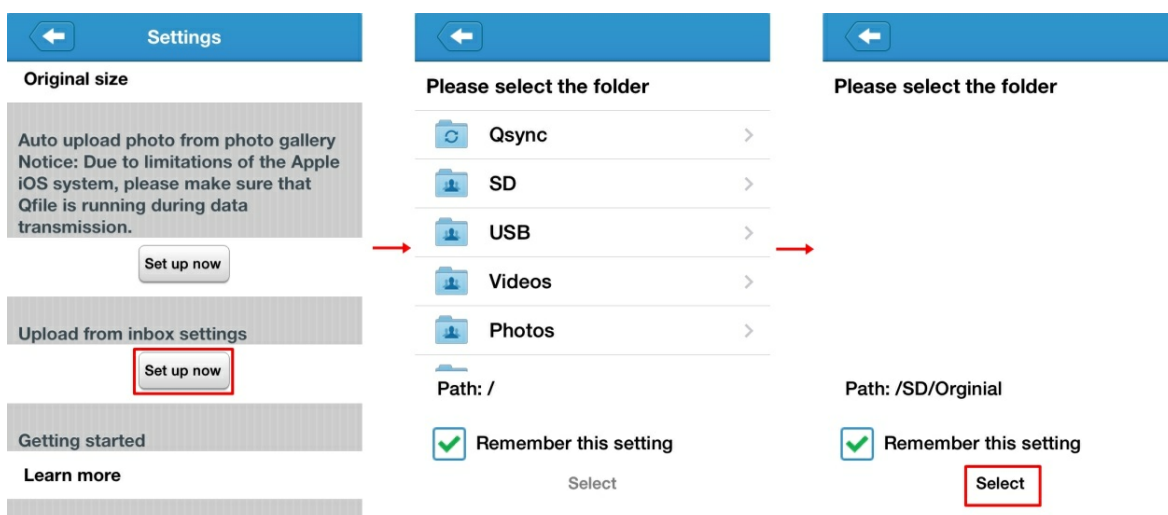 Settings
Original size
Auto upload photo from photo gallery
Notice: Due to limitations of the Apple
iOS system, please make sure that
Qfile is running during data
transmission.
Set up now
Upload from inbox settings
Set up now
Getting started
Learn more
Please select the folder
Qsync
SD
USB
Videos
Photos
Path: /
Remember this setting
Select
Please select the folder
Path: /SD/Orginial
Remember this setting
Select